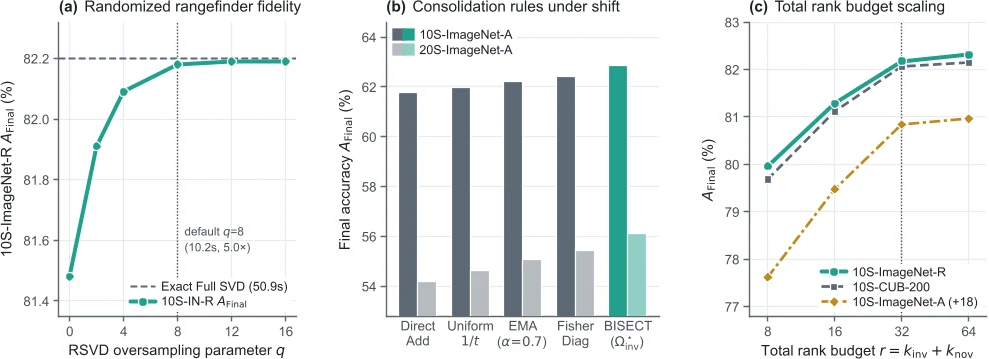 (a) Randomized rangefinder fidelity
10S-ImageNet-R A_Final (%)
82.2
82.0
81.8
81.6
81.4
default q=8
(10.2s, 5.0×)
Exact Full SVD (50.9s)
10S-IN-R A_Final
0 4 8 12 16
RSVD oversampling parameter q
(b) Consolidation rules under shift
Final accuracy A_Final (%)
64
62
60
58
56
54
10S-ImageNet-A
20S-ImageNet-A
Direct Add
Uniform 1/t
EMA (α=0.7)
Fisher Diag
BISECT (Ω*_inv)
(c) Total rank budget scaling
A_Final (%)
83
82
81
80
79
78
77
10S-ImageNet-R
10S-CUB-200
10S-ImageNet-A (+18)
8 16 32 64
Total rank budget r = k_inv + k_nov